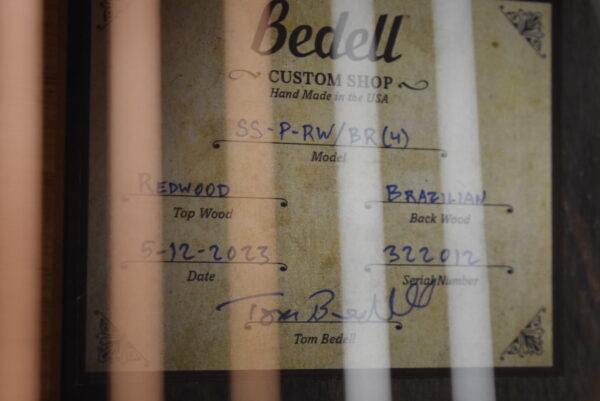 Bedell
CUSTOM SHOP
Hand Made in the USA
SS-P-RW/BR(4)
Model
REDWOOD BRAZILIAN
Top Wood Back Wood
5-12-2023 322012
Date Serial Number
Tom Bedell
Tom Bedell